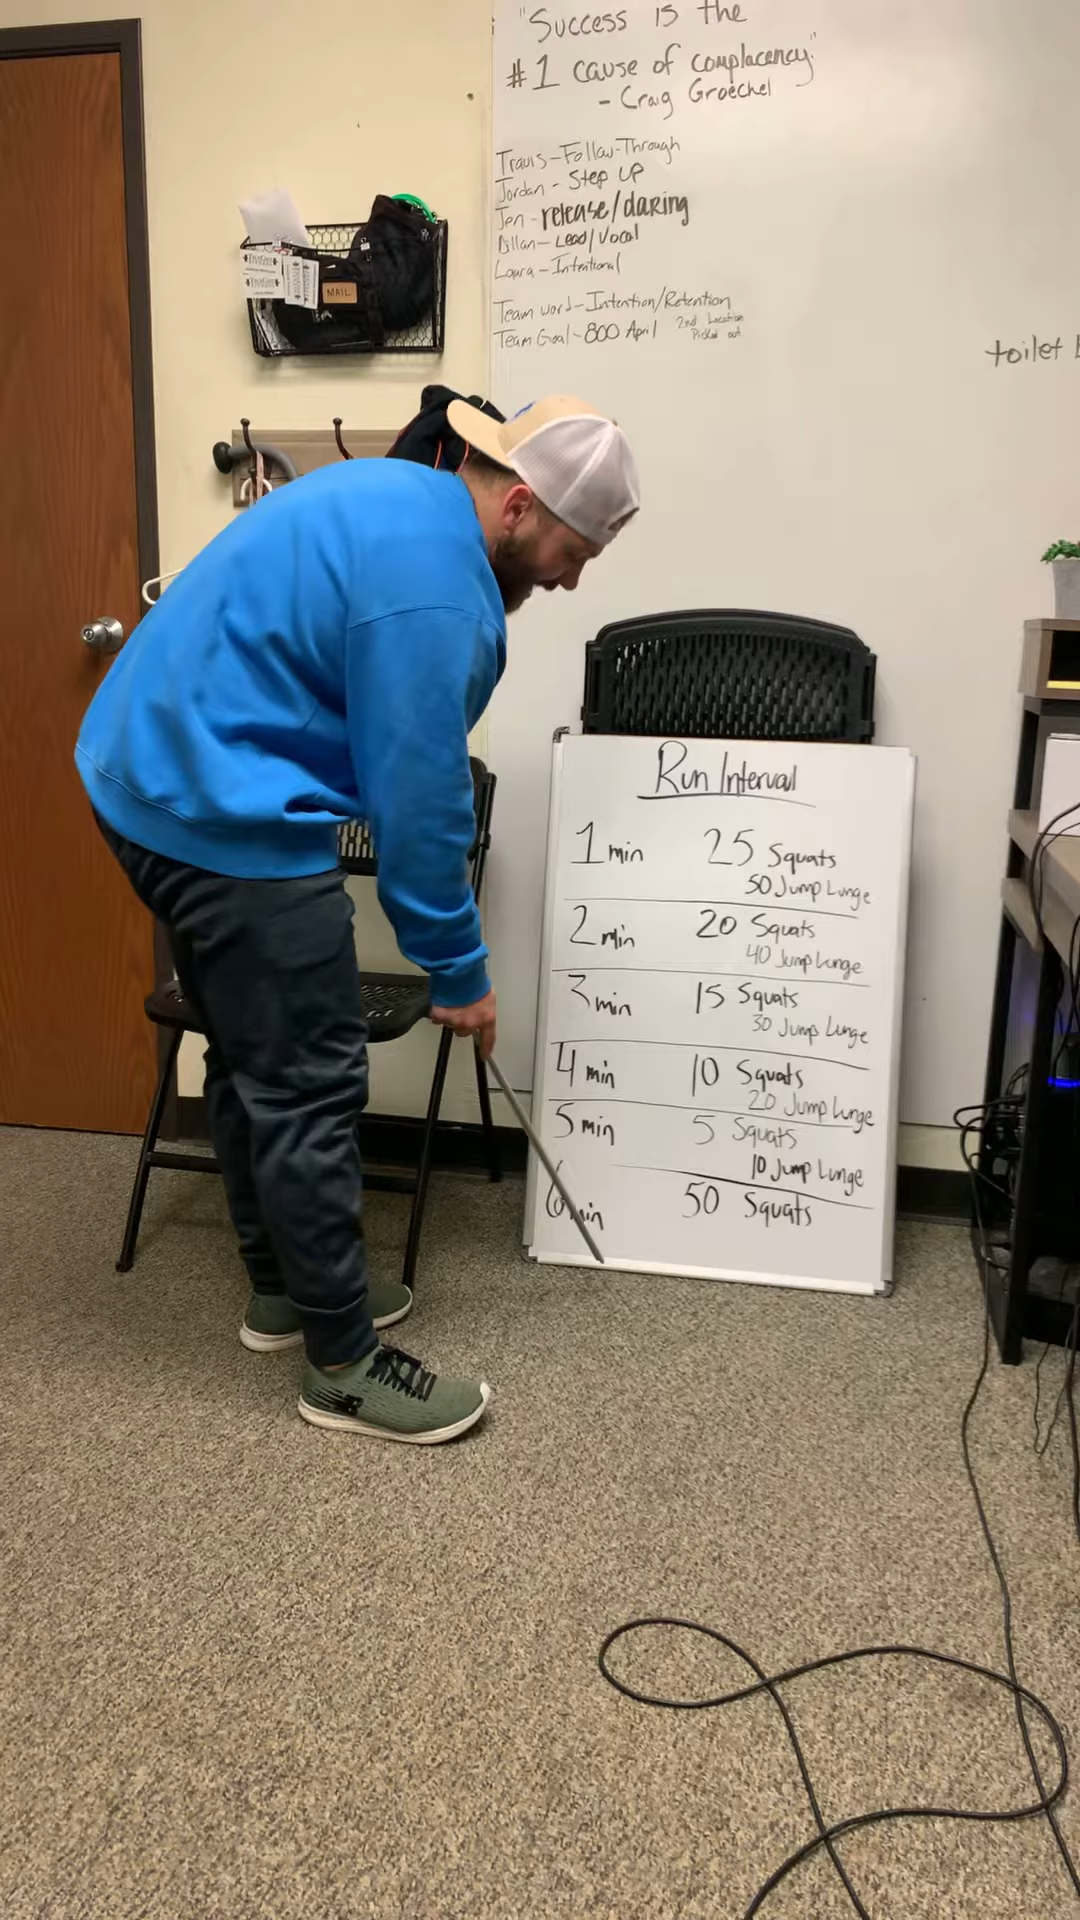 "Success is the
#1 cause of complacency."
- Craig Groechel
Travis - Follow-Through
Jordan - Step UP
Jen - release/daring
Dillan - Lead/Vocal
Laura - Intentional
Team word - Intention/Retention
Team Goal - 800 April 2nd Location
Picked out
toilet
MAIL
Run Interval
1 min 25 Squats
50 Jump Lunge
2 min 20 Squats
40 Jump Lunge
3 min 15 Squats
30 Jump Lunge
4 min 10 Squats
20 Jump Lunge
5 min 5 Squats
10 Jump Lunge
6 min 50 Squats